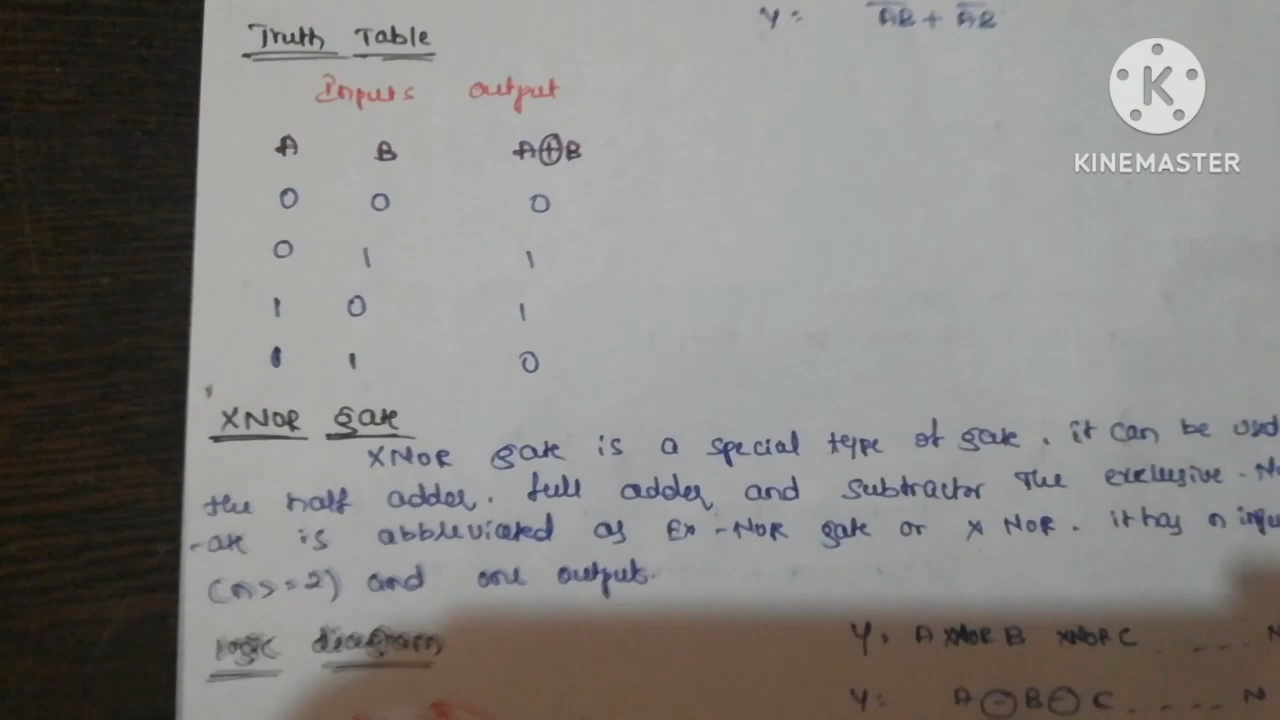 Y = A̅B + A̅B̅
Truth Table
KINEMASTER
Inputs output
A B A⊕B
0 0 0
0 1 1
1 0 1
1 1 0
XNOR gate
XNOR gate is a special type of gate. it can be used
the half adder. full adder and subtractor The exclusive - No
-ate is abbreviated as Ex-NOR gate or X NOR. it has n inpu
(n>=2) and one output.
logic diagram
Y= A XNOR B XNOR C . . . . N
Y= A ⊖ B ⊖ C . . . . . N